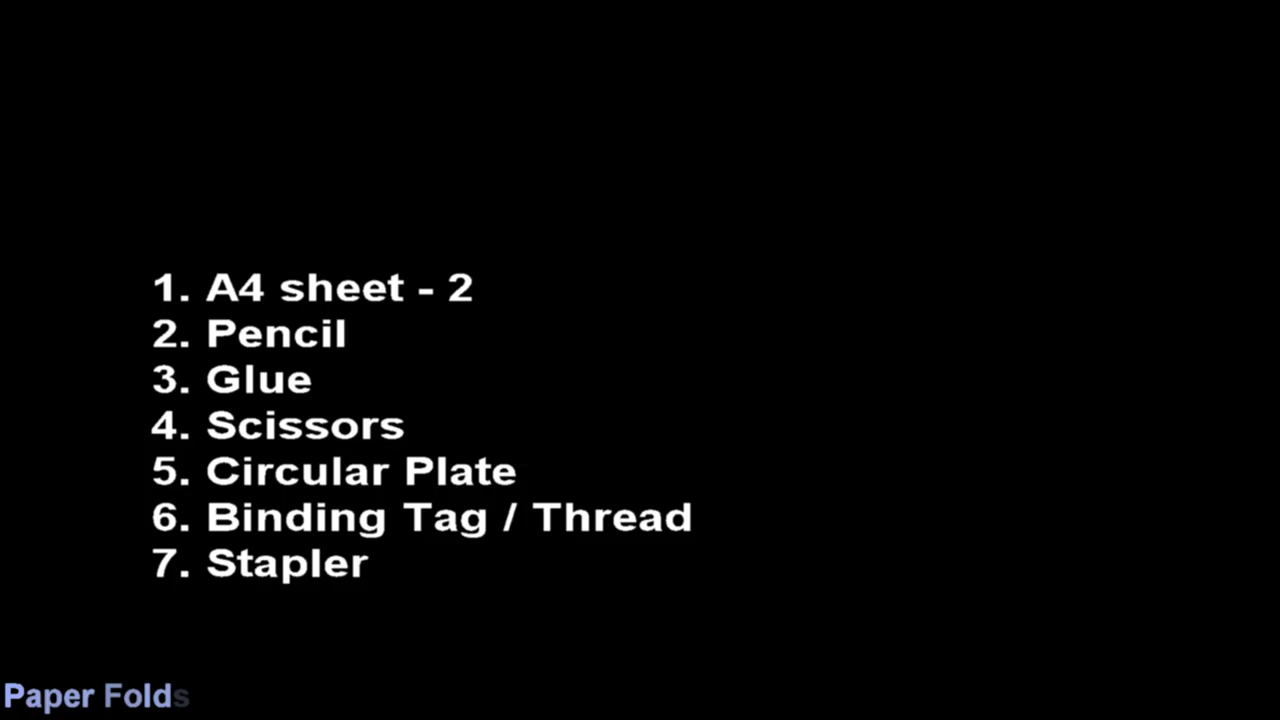 1. A4 sheet - 2
2. Pencil
3. Glue
4. Scissors
5. Circular Plate
6. Binding Tag / Thread
7. Stapler
Paper Folds